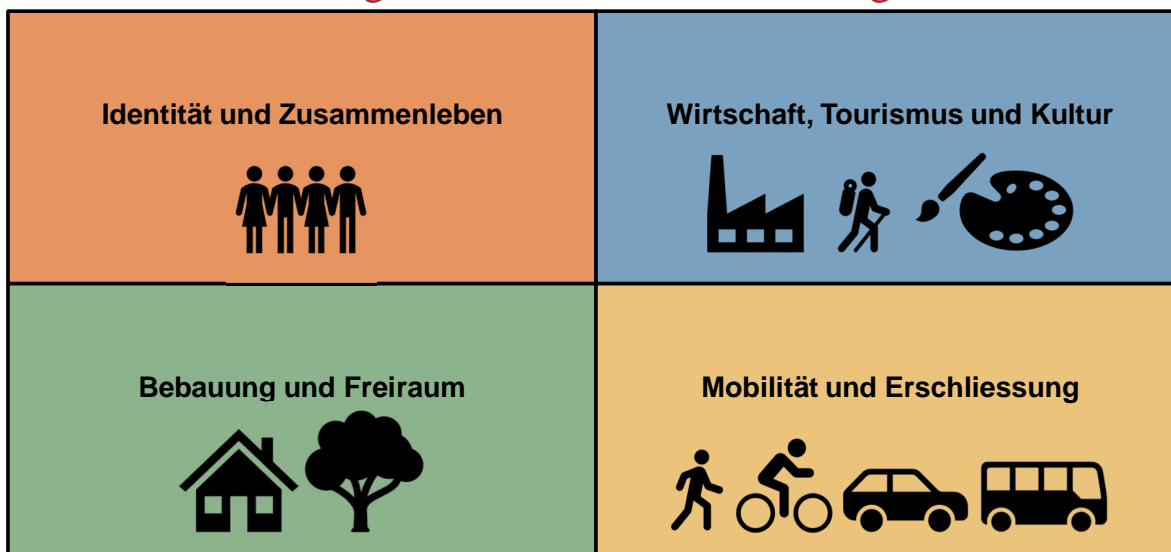 Identität und Zusammenleben
Wirtschaft, Tourismus und Kultur
Bebauung und Freiraum
Mobilität und Erschliessung